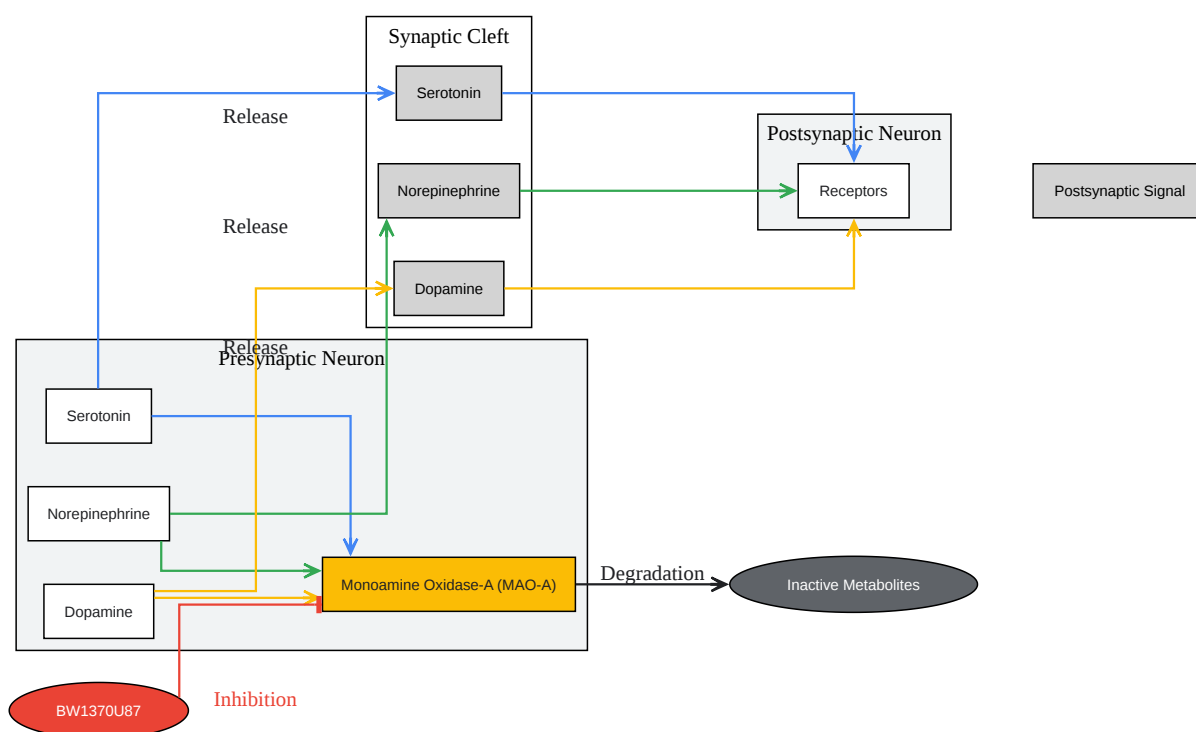 Synaptic Cleft
Serotonin
Release
Postsynaptic Neuron
Norepinephrine
Receptors
Postsynaptic Signal
Release
Dopamine
Release
Presynaptic Neuron
Serotonin
Norepinephrine
Degradation
Monoamine Oxidase-A (MAO-A)
Inactive Metabolites
Dopamine
Inhibition
BW1370U87